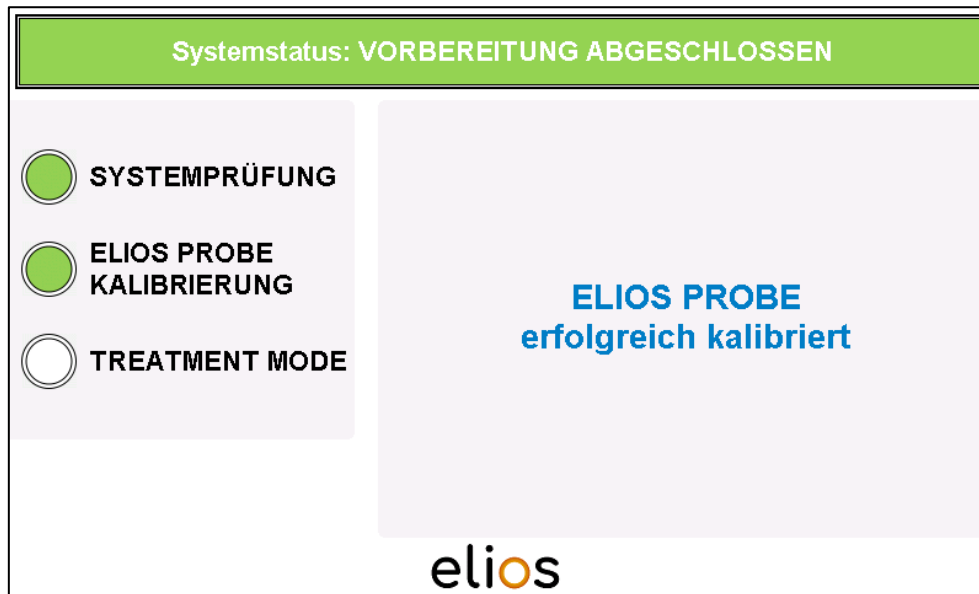 Systemstatus: VORBEREITUNG ABGESCHLOSSEN
SYSTEMPRÜFUNG
ELIOS PROBE
KALIBRIERUNG
TREATMENT MODE
ELIOS PROBE
erfolgreich kalibriert
elios